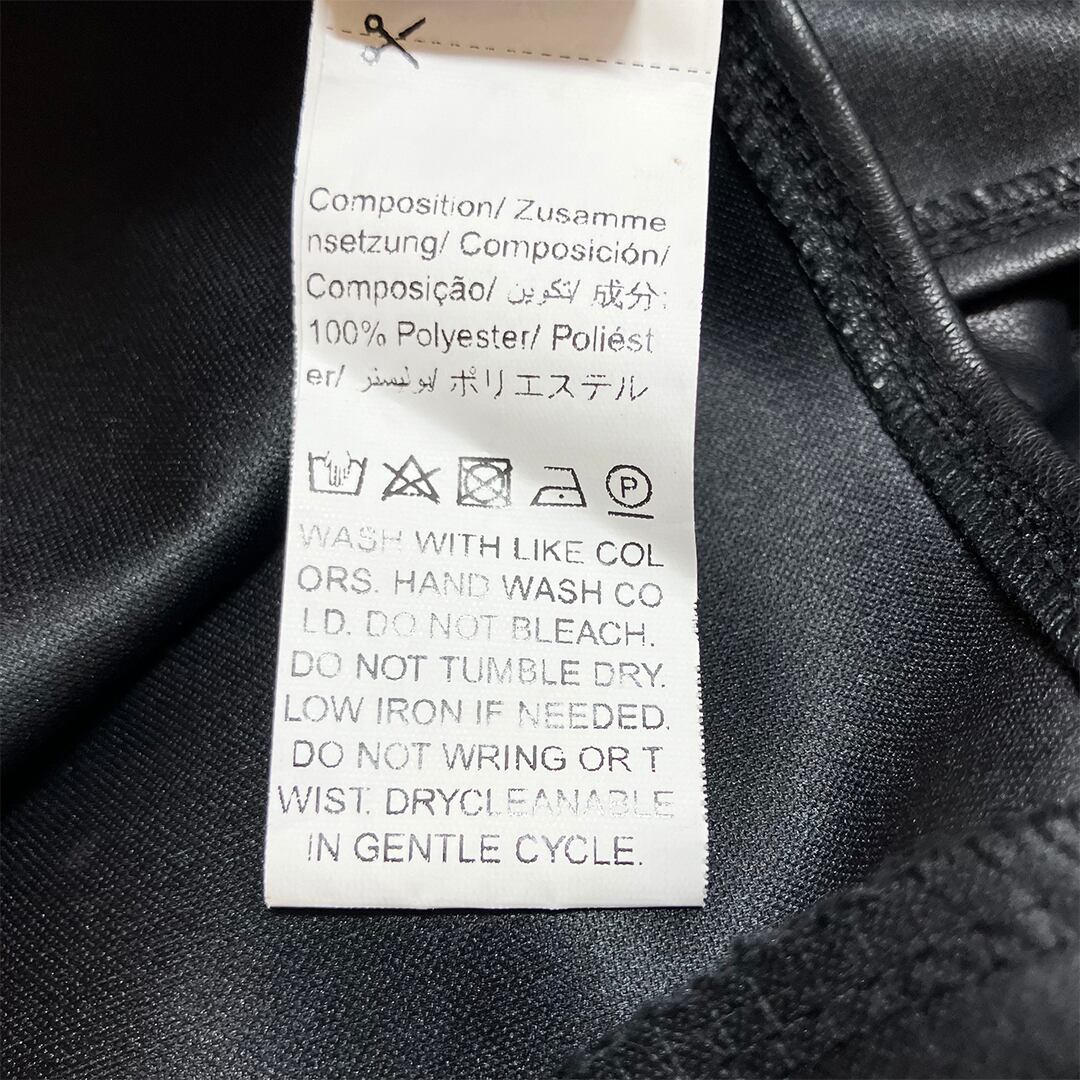 Composition/ Zusamme
nsetzung/ Composición/
Composição/ تكوين/ 成分:
100% Polyester/ Poliést
er/ بوليستر/ ポリエステル
P
WASH WITH LIKE COL
ORS. HAND WASH CO
LD. DO NOT BLEACH.
DO NOT TUMBLE DRY.
LOW IRON IF NEEDED.
DO NOT WRING OR T
WIST. DRYCLEANABLE
IN GENTLE CYCLE.